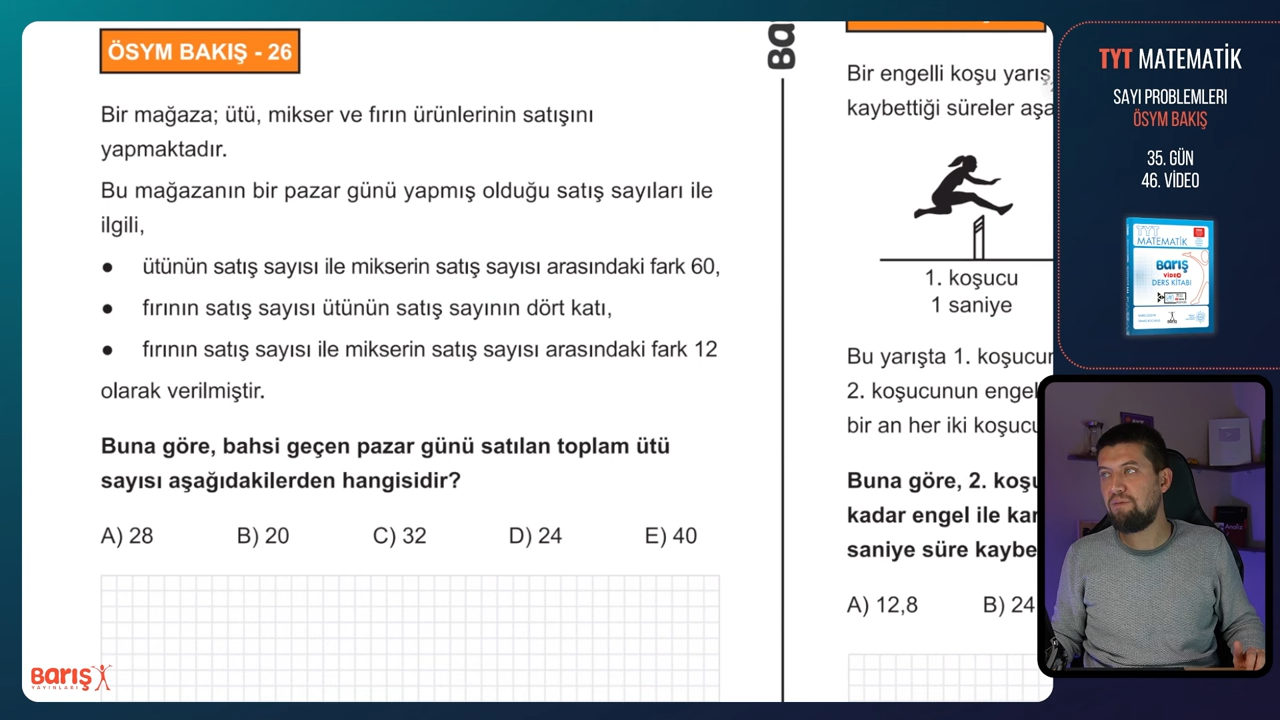 ÖSYM BAKIŞ - 26
Bir mağaza; ütü, mikser ve fırın ürünlerinin satışını
yapmaktadır.
Bu mağazanın bir pazar günü yapmış olduğu satış sayıları ile
ilgili,
● ütünün satış sayısı ile mikserin satış sayısı arasındaki fark 60,
● fırının satış sayısı ütünün satış sayının dört katı,
● fırının satış sayısı ile mikserin satış sayısı arasındaki fark 12
olarak verilmiştir.
Buna göre, bahsi geçen pazar günü satılan toplam ütü
sayısı aşağıdakilerden hangisidir?
A) 28 B) 20 C) 32 D) 24 E) 40
BARIŞ
YAYINLARI
Ba
Bir engelli koşu yarış
kaybettiği süreler aşa
1. koşucu
1 saniye
Bu yarışta 1. koşucur
2. koşucunun engel
bir an her iki koşucu
Buna göre, 2. koşu
kadar engel ile kar
saniye süre kaybe
A) 12,8 B) 24
TYT MATEMATİK
SAYI PROBLEMLERI
ÖSYM BAKIŞ
35. GÜN
46. VİDEO
TYT
MATEMATİK
BARIŞ
VİDEO
DERS KİTABI